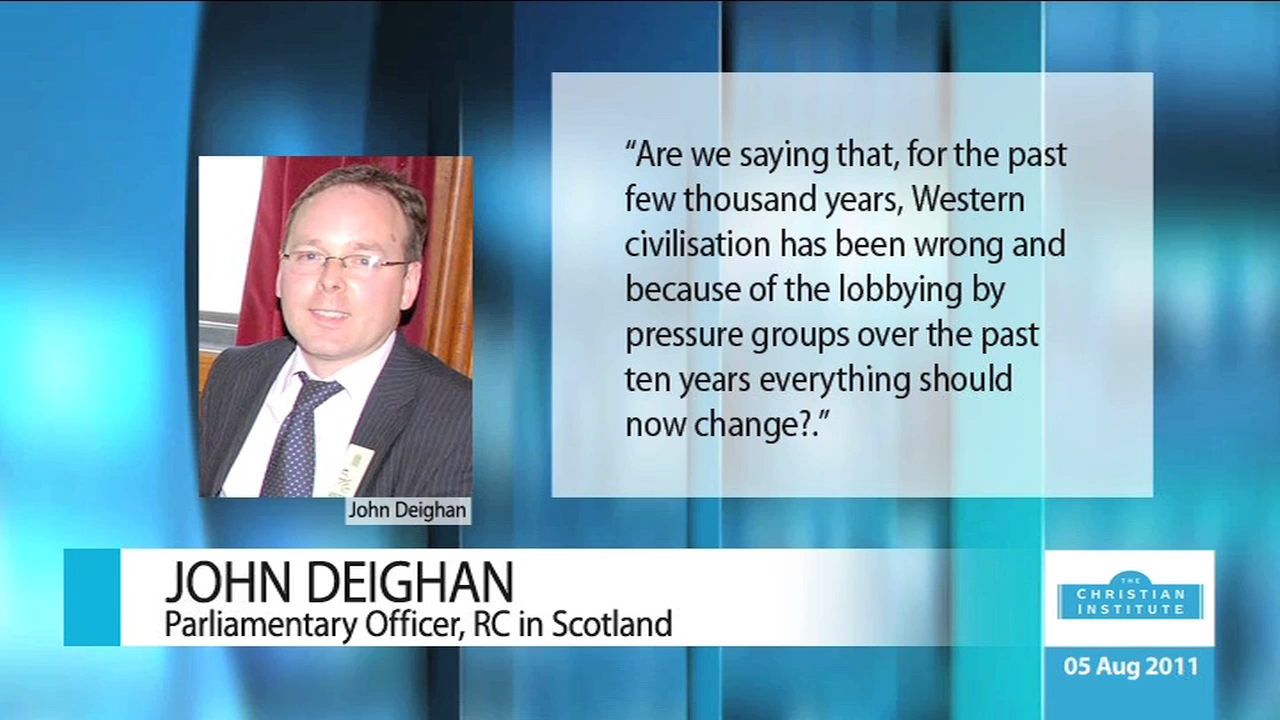 “Are we saying that, for the past
few thousand years, Western
civilisation has been wrong and
because of the lobbying by
pressure groups over the past
ten years everything should
now change?.”
John Deighan
JOHN DEIGHAN
Parliamentary Officer, RC in Scotland
THE
CHRISTIAN
INSTITUTE
05 Aug 2011